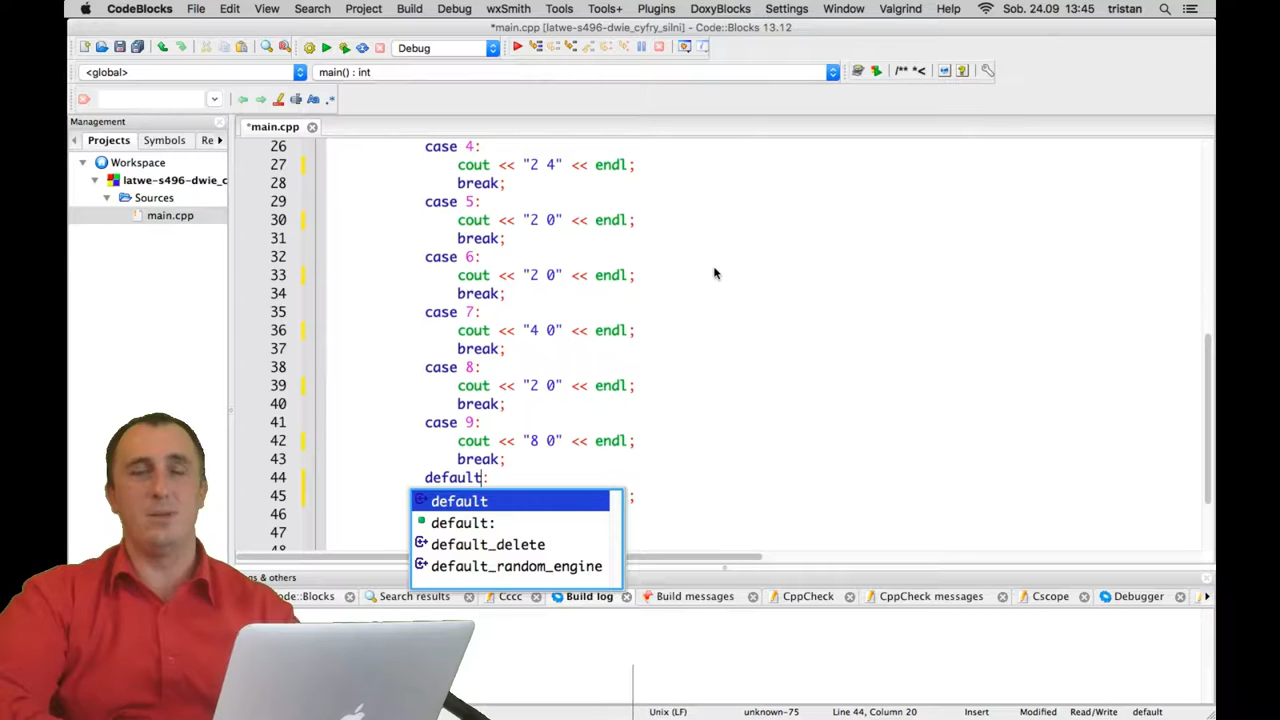 CodeBlocks File Edit View Search Project Build Debug wxSmith Tools Tools+ Plugins DoxyBlocks Settings Window Valgrind Help Sob. 24.09 13:45 tristan
*main.cpp [latwe-s496-dwie_cyfry_silni] - Code::Blocks 13.12
Debug
<global> main() : int
/** *<
Aa .*
Management
*main.cpp
Projects Symbols Re
Workspace
latwe-s496-dwie_c
Sources
main.cpp
26 case 4:
27 cout << "2 4" << endl;
28 break;
29 case 5:
30 cout << "2 0" << endl;
31 break;
32 case 6:
33 cout << "2 0" << endl;
34 break;
35 case 7:
36 cout << "4 0" << endl;
37 break;
38 case 8:
39 cout << "2 0" << endl;
40 break;
41 case 9:
42 cout << "8 0" << endl;
43 break;
44 default:
45 ;
46
47
48
default
default:
default_delete
default_random_engine
gs & others
de::Blocks Search results Cccc Build log Build messages CppCheck CppCheck messages Cscope Debugger
Unix (LF) unknown-75 Line 44, Column 20 Insert Modified Read/Write default